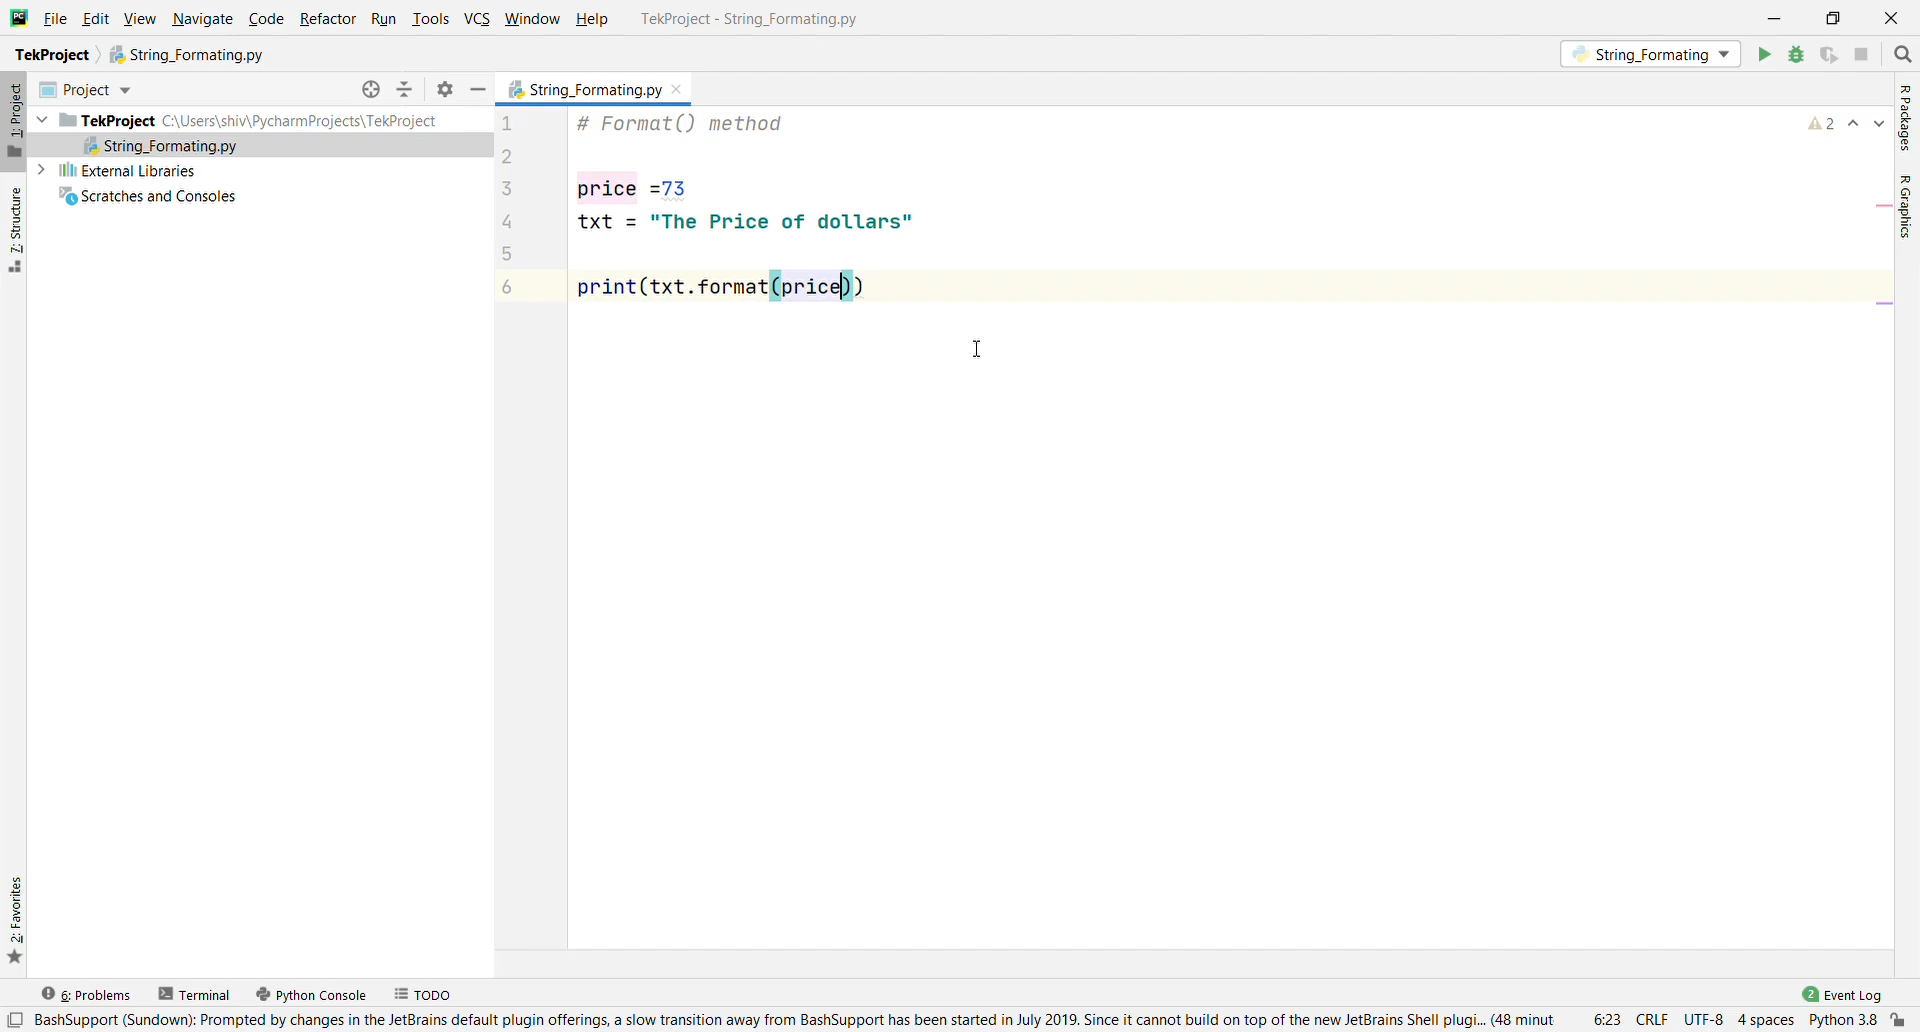 File Edit View Navigate Code Refactor Run Tools VCS Window Help TekProject - String_Formating.py
TekProject String_Formating.py String_Formating
1: Project
Project
String_Formating.py
TekProject C:\Users\shiv\PycharmProjects\TekProject
String_Formating.py
External Libraries
Scratches and Consoles
Z: Structure
2: Favorites
1 # Format() method
2
3 price =73
4 txt = "The Price of dollars"
5
6 print(txt.format(price))
2
R Packages
R Graphics
6: Problems Terminal Python Console TODO 2 Event Log
BashSupport (Sundown): Prompted by changes in the JetBrains default plugin offerings, a slow transition away from BashSupport has been started in July 2019. Since it cannot build on top of the new JetBrains Shell plugi... (48 minut 6:23 CRLF UTF-8 4 spaces Python 3.8